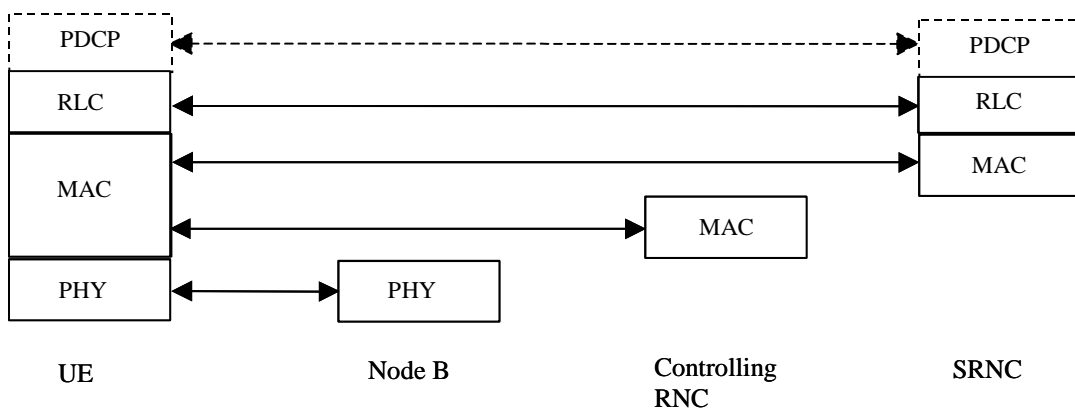 PDCP
PDCP
RLC
RLC
MAC
MAC
MAC
PHY
PHY
UE
Node B
Controlling
RNC
SRNC